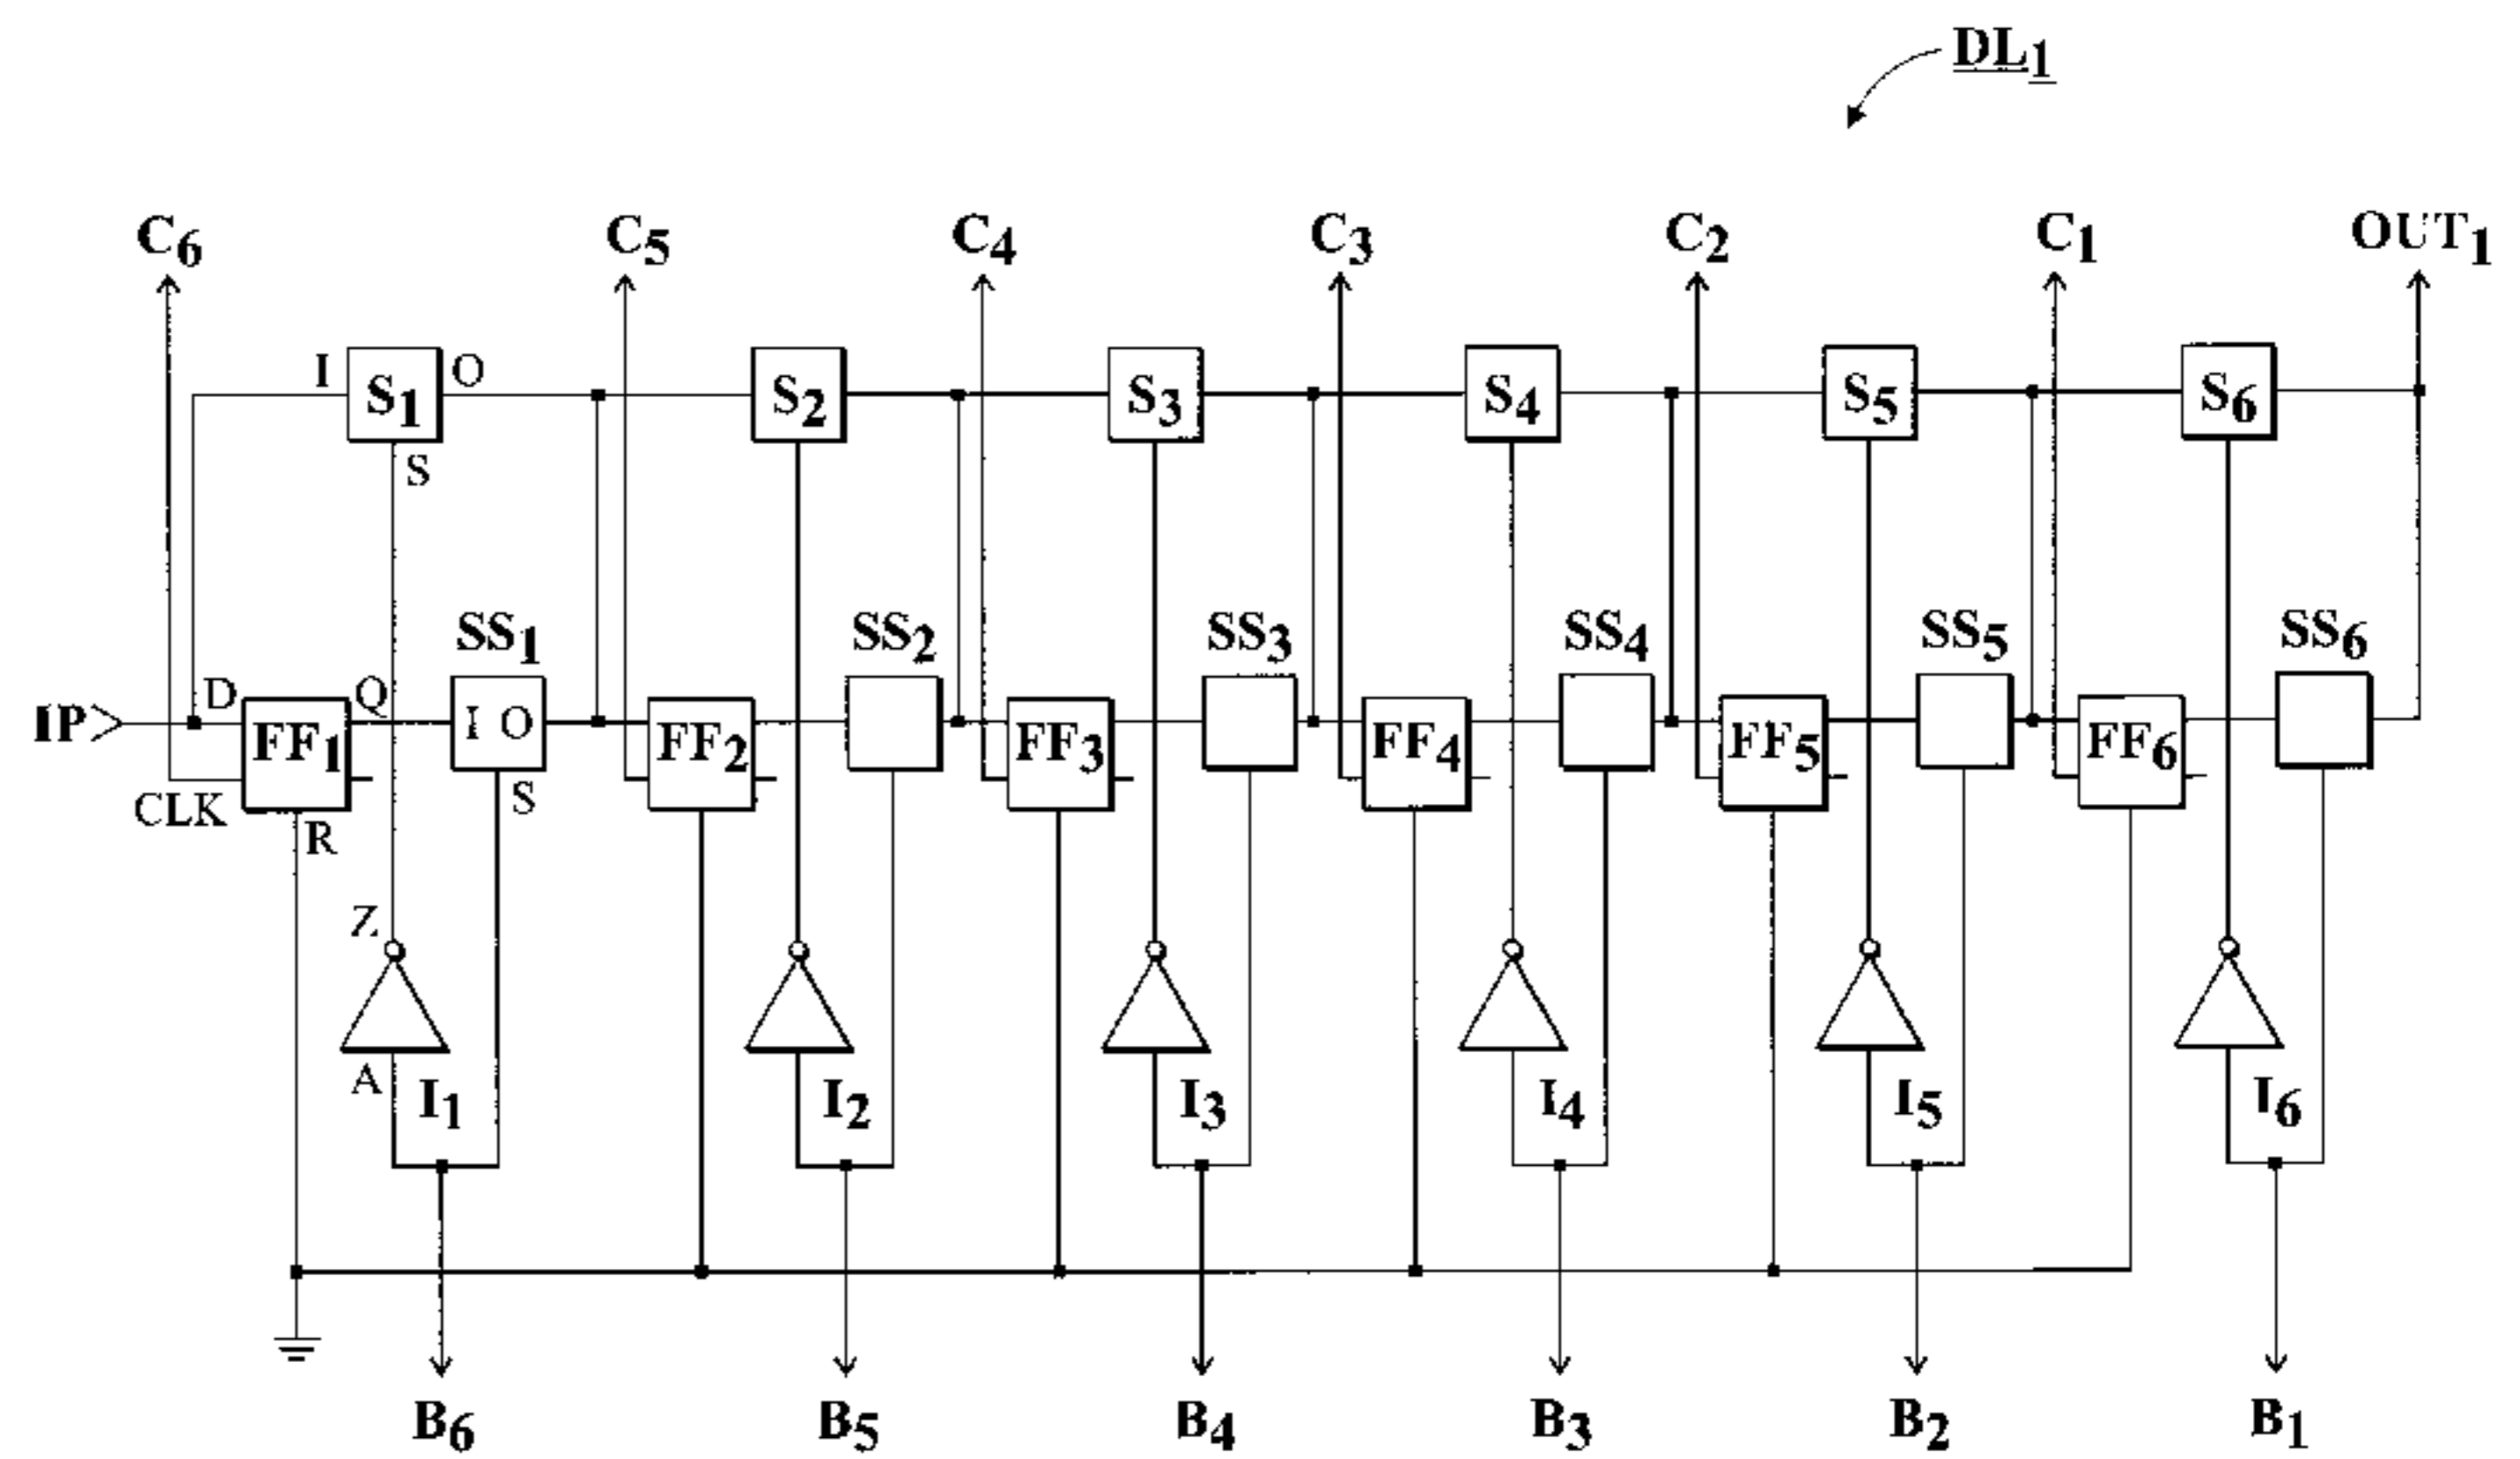 DL1
C6 C5 C4 C3 C2 C1 OUT1
I S1 O S2 S3 S4 S5 S6
S
SS1 SS2 SS3 SS4 SS5 SS6
IP D FF1 Q I O FF2 FF3 FF4 FF5 FF6
CLK R S
Z
A I1 I2 I3 I4 I5 I6
B6 B5 B4 B3 B2 B1